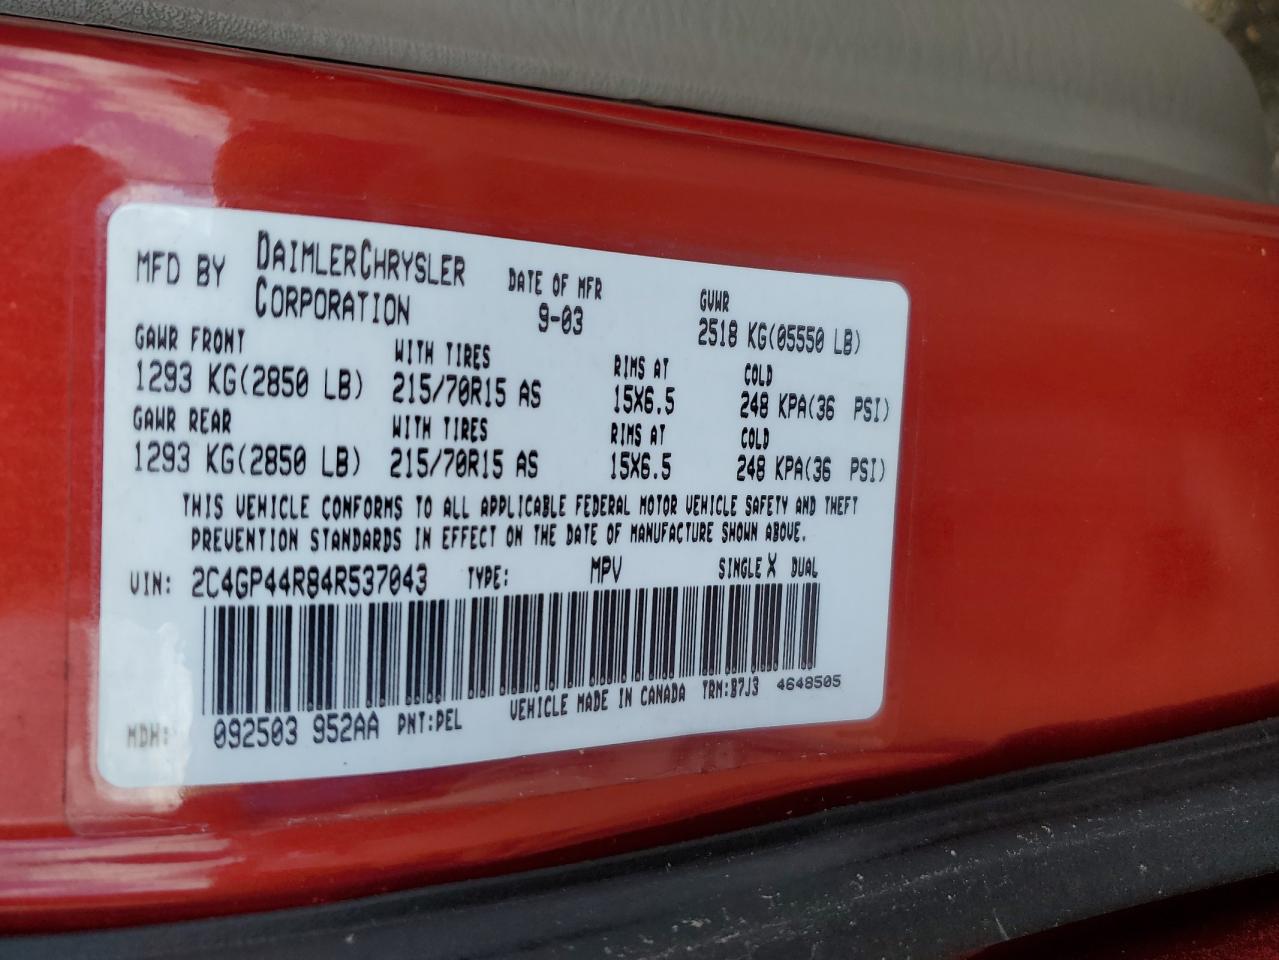 MFD BY DAIMLERCHRYSLER CORPORATION DATE OF MFR 9-03 GVWR 2518 KG(05550 LB)
GAWR FRONT WITH TIRES RIMS AT COLD
1293 KG(2850 LB) 215/70R15 AS 15X6.5 248 KPA(36 PSI)
GAWR REAR WITH TIRES RIMS AT COLD
1293 KG(2850 LB) 215/70R15 AS 15X6.5 248 KPA(36 PSI)
THIS VEHICLE CONFORMS TO ALL APPLICABLE FEDERAL MOTOR VEHICLE SAFETY AND THEFT
PREVENTION STANDARDS IN EFFECT ON THE DATE OF MANUFACTURE SHOWN ABOVE.
VIN: 2C4GP44R84R537043 TYPE: MPV SINGLE X DUAL
MDH: 092503 952AA PNT:PEL VEHICLE MADE IN CANADA TRM:B7J3 4648505